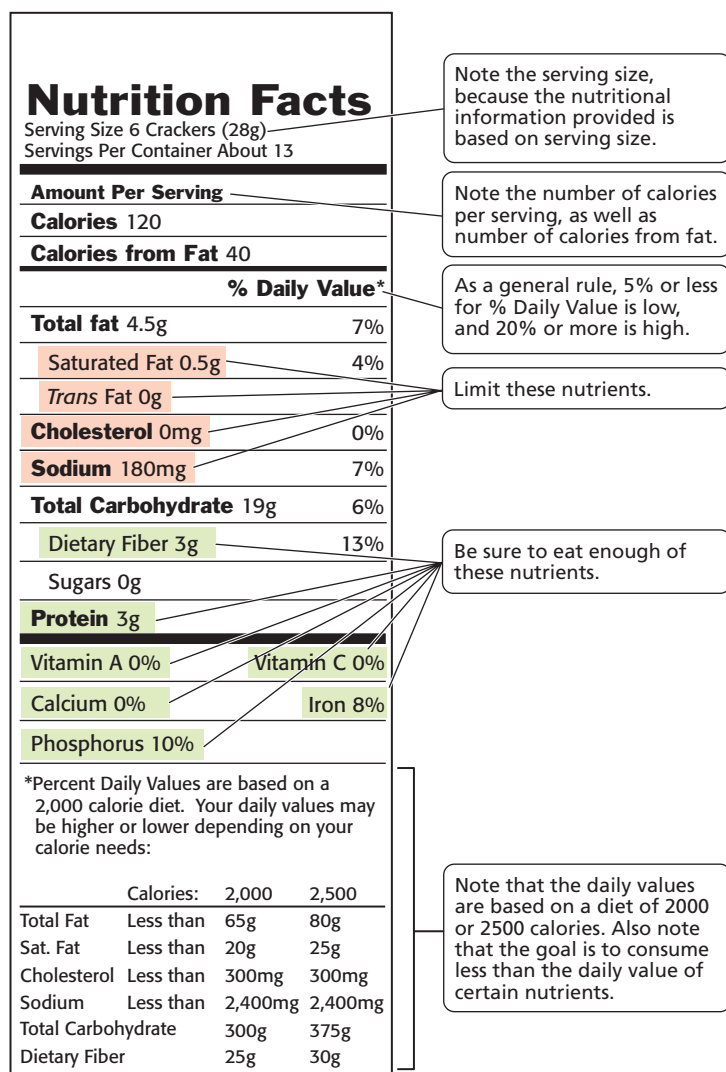 Nutrition Facts
Serving Size 6 Crackers (28g)
Servings Per Container About 13
Amount Per Serving
Calories 120
Calories from Fat 40
% Daily Value*
Total fat 4.5g 7%
Saturated Fat 0.5g 4%
Trans Fat 0g
Cholesterol 0mg 0%
Sodium 180mg 7%
Total Carbohydrate 19g 6%
Dietary Fiber 3g 13%
Sugars 0g
Protein 3g
Vitamin A 0% Vitamin C 0%
Calcium 0% Iron 8%
Phosphorus 10%
*Percent Daily Values are based on a
2,000 calorie diet. Your daily values may
be higher or lower depending on your
calorie needs:
Calories: 2,000 2,500
Total Fat Less than 65g 80g
Sat. Fat Less than 20g 25g
Cholesterol Less than 300mg 300mg
Sodium Less than 2,400mg 2,400mg
Total Carbohydrate 300g 375g
Dietary Fiber 25g 30g
Note the serving size,
because the nutritional
information provided is
based on serving size.
Note the number of calories
per serving, as well as
number of calories from fat.
As a general rule, 5% or less
for % Daily Value is low,
and 20% or more is high.
Limit these nutrients.
Be sure to eat enough of
these nutrients.
Note that the daily values
are based on a diet of 2000
or 2500 calories. Also note
that the goal is to consume
less than the daily value of
certain nutrients.